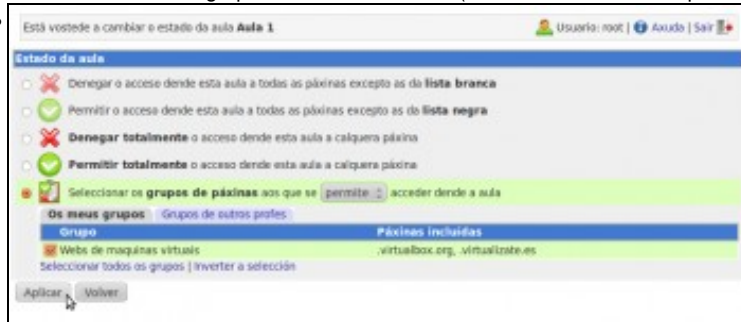 Está vostede a cambiar o estado da aula Aula 1
Usuario: root | Axuda | Sair
Estado da aula
Denegar o acceso dende esta aula a todas as páxinas excepto as da lista branca
Permitir o acceso dende esta aula a todas as páxinas excepto as da lista negra
Denegar totalmente o acceso dende esta aula a calquera páxina
Permitir totalmente o acceso dende esta aula a calquera páxina
Seleccionar os grupos de páxinas aos que se permite acceder dende a aula
Os meus grupos Grupos de outros profes
Grupo Páxinas incluídas
Webs de maquinas virtuais .virtualbox.org, .virtualizate.es
Seleccionar todos os grupos | Inverter a selección
Aplicar Volver